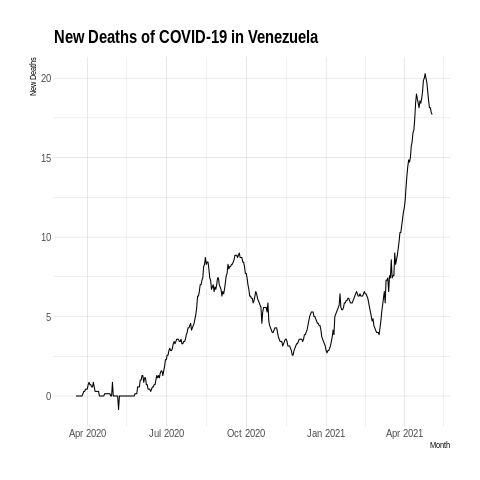 New Deaths of COVID-19 in Venezuela
New Deaths
20
15
10
5
0
Apr 2020 Jul 2020 Oct 2020 Jan 2021 Apr 2021
Month